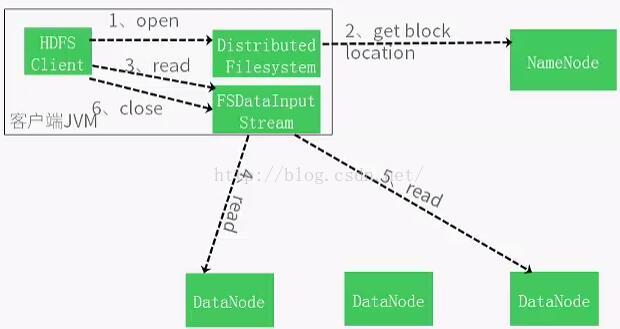 1、open
HDFS
Client
Distributed
Filesystem
2、get block
location
NameNode
3、read
6、close
FSDataInput
Stream
客户端JVM
http://blog.csdn.net/
4、read
5、read
DataNode
DataNode
DataNode